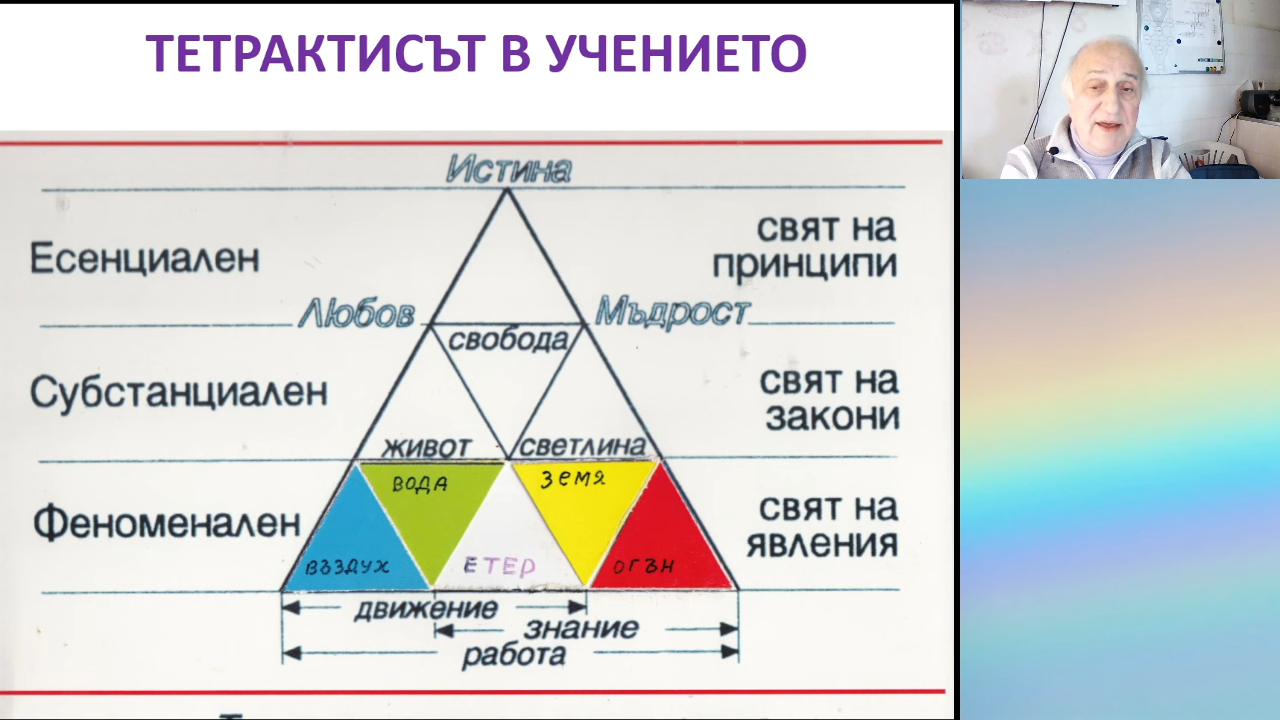 ТЕТРАКТИСЪТ В УЧЕНИЕТО
Истина
Есенциален
свят на
принципи
Любов
Мъдрост
свобода
Субстанциален
свят на
закони
живот
светлина
вода
земя
Феноменален
свят на
явления
въздух
ЕТЕР
огън
движение
знание
работа